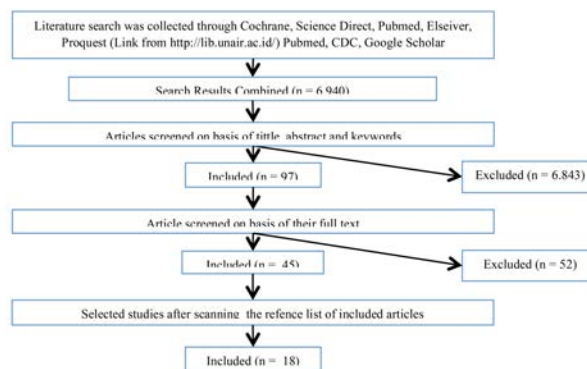 Literature search was collected through Cochrane, Science Direct, Pubmed, Elseiver,
Proquest (Link from http://lib.unair.ac.id/) Pubmed, CDC, Google Scholar
Search Results Combined (n = 6.940)
Articles screened on basis of tittle, abstract and keywords
Included (n = 97)
Excluded (n = 6.843)
Article screened on basis of their full text
Included (n = 45)
Excluded (n = 52)
Selected studies after scanning the refence list of included articles
Included (n = 18)